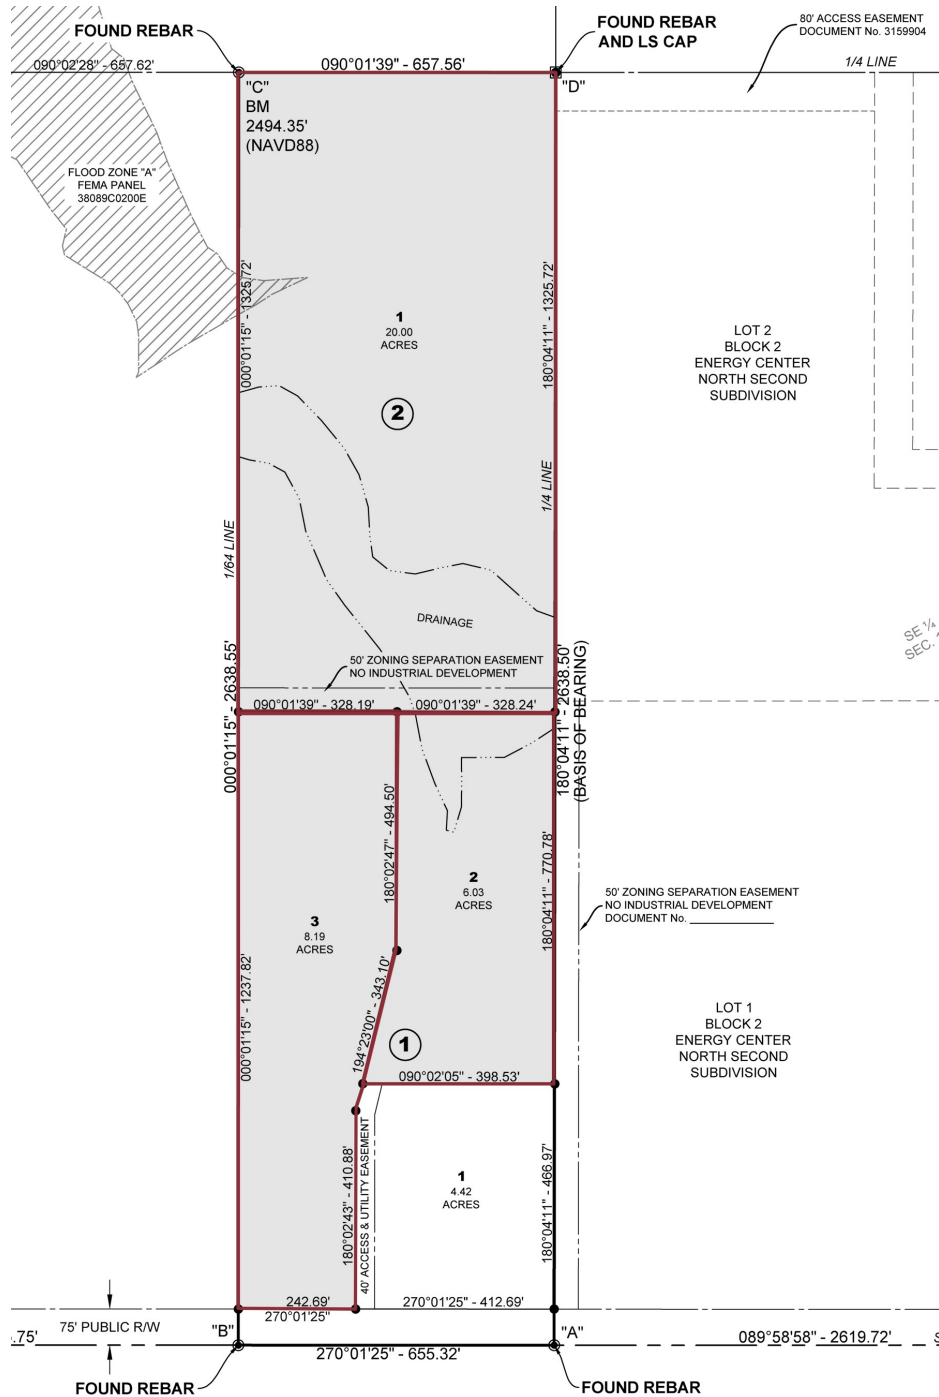 FOUND REBAR
FOUND REBAR
AND LS CAP
80' ACCESS EASEMENT
DOCUMENT No. 3159904
090°02'28" - 657.62'
090°01'39" - 657.56'
1/4 LINE
"C"
"D"
BM
2494.35'
(NAVD88)
FLOOD ZONE "A"
FEMA PANEL
38089C0200E
000°01'15" - 1325.72'
180°04'11" - 1325.72'
1
20.00
ACRES
LOT 2
BLOCK 2
ENERGY CENTER
NORTH SECOND
SUBDIVISION
2
1/4 LINE
1/64 LINE
DRAINAGE
SE 1/4
SEC.
50' ZONING SEPARATION EASEMENT
NO INDUSTRIAL DEVELOPMENT
000°01'15" - 2638.55'
180°04'11" - 2638.50'
(BASIS OF BEARING)
090°01'39" - 328.19'
090°01'39" - 328.24'
180°02'47" - 494.50'
180°04'11" - 770.78'
2
6.03
ACRES
50' ZONING SEPARATION EASEMENT
NO INDUSTRIAL DEVELOPMENT
DOCUMENT No. ______________
3
8.19
ACRES
000°01'15" - 1237.82'
194°23'00" - 343.10'
LOT 1
BLOCK 2
ENERGY CENTER
NORTH SECOND
SUBDIVISION
1
090°02'05" - 398.53'
180°02'43" - 410.88'
40' ACCESS & UTILITY EASEMENT
1
4.42
ACRES
180°04'11" - 466.97'
242.69'
270°01'25"
270°01'25" - 412.69'
75' PUBLIC R/W
"B"
"A"
.75'
089°58'58" - 2619.72'
270°01'25" - 655.32'
FOUND REBAR
FOUND REBAR